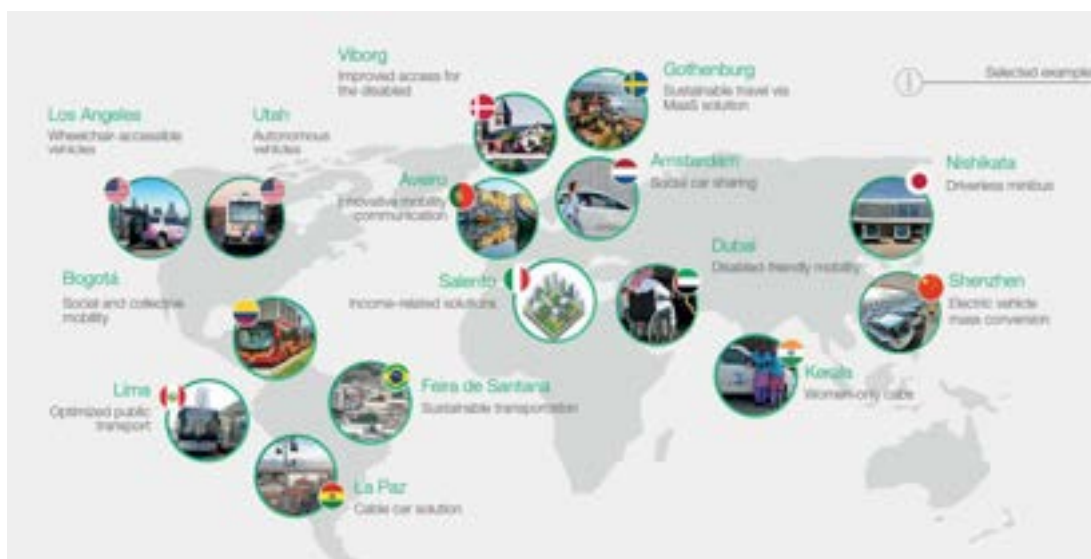 Viborg
Improved access for
the disabled
Gothenburg
Sustainable travel via
MaaS solution
Selected example
Los Angeles
Wheelchair accessible
vehicles
Utah
Autonomous
vehicles
Aveiro
Innovative mobility
communication
Amsterdam
Social car sharing
Nishikata
Driverless minibus
Bogotá
Social and collective
mobility
Salento
Income-related solutions
Dubai
Disabled-friendly mobility
Shenzhen
Electric vehicle
mass conversion
Lima
Optimized public
transport
Feira de Santana
Sustainable transportation
Kerala
Women-only cabs
La Paz
Cable car solution